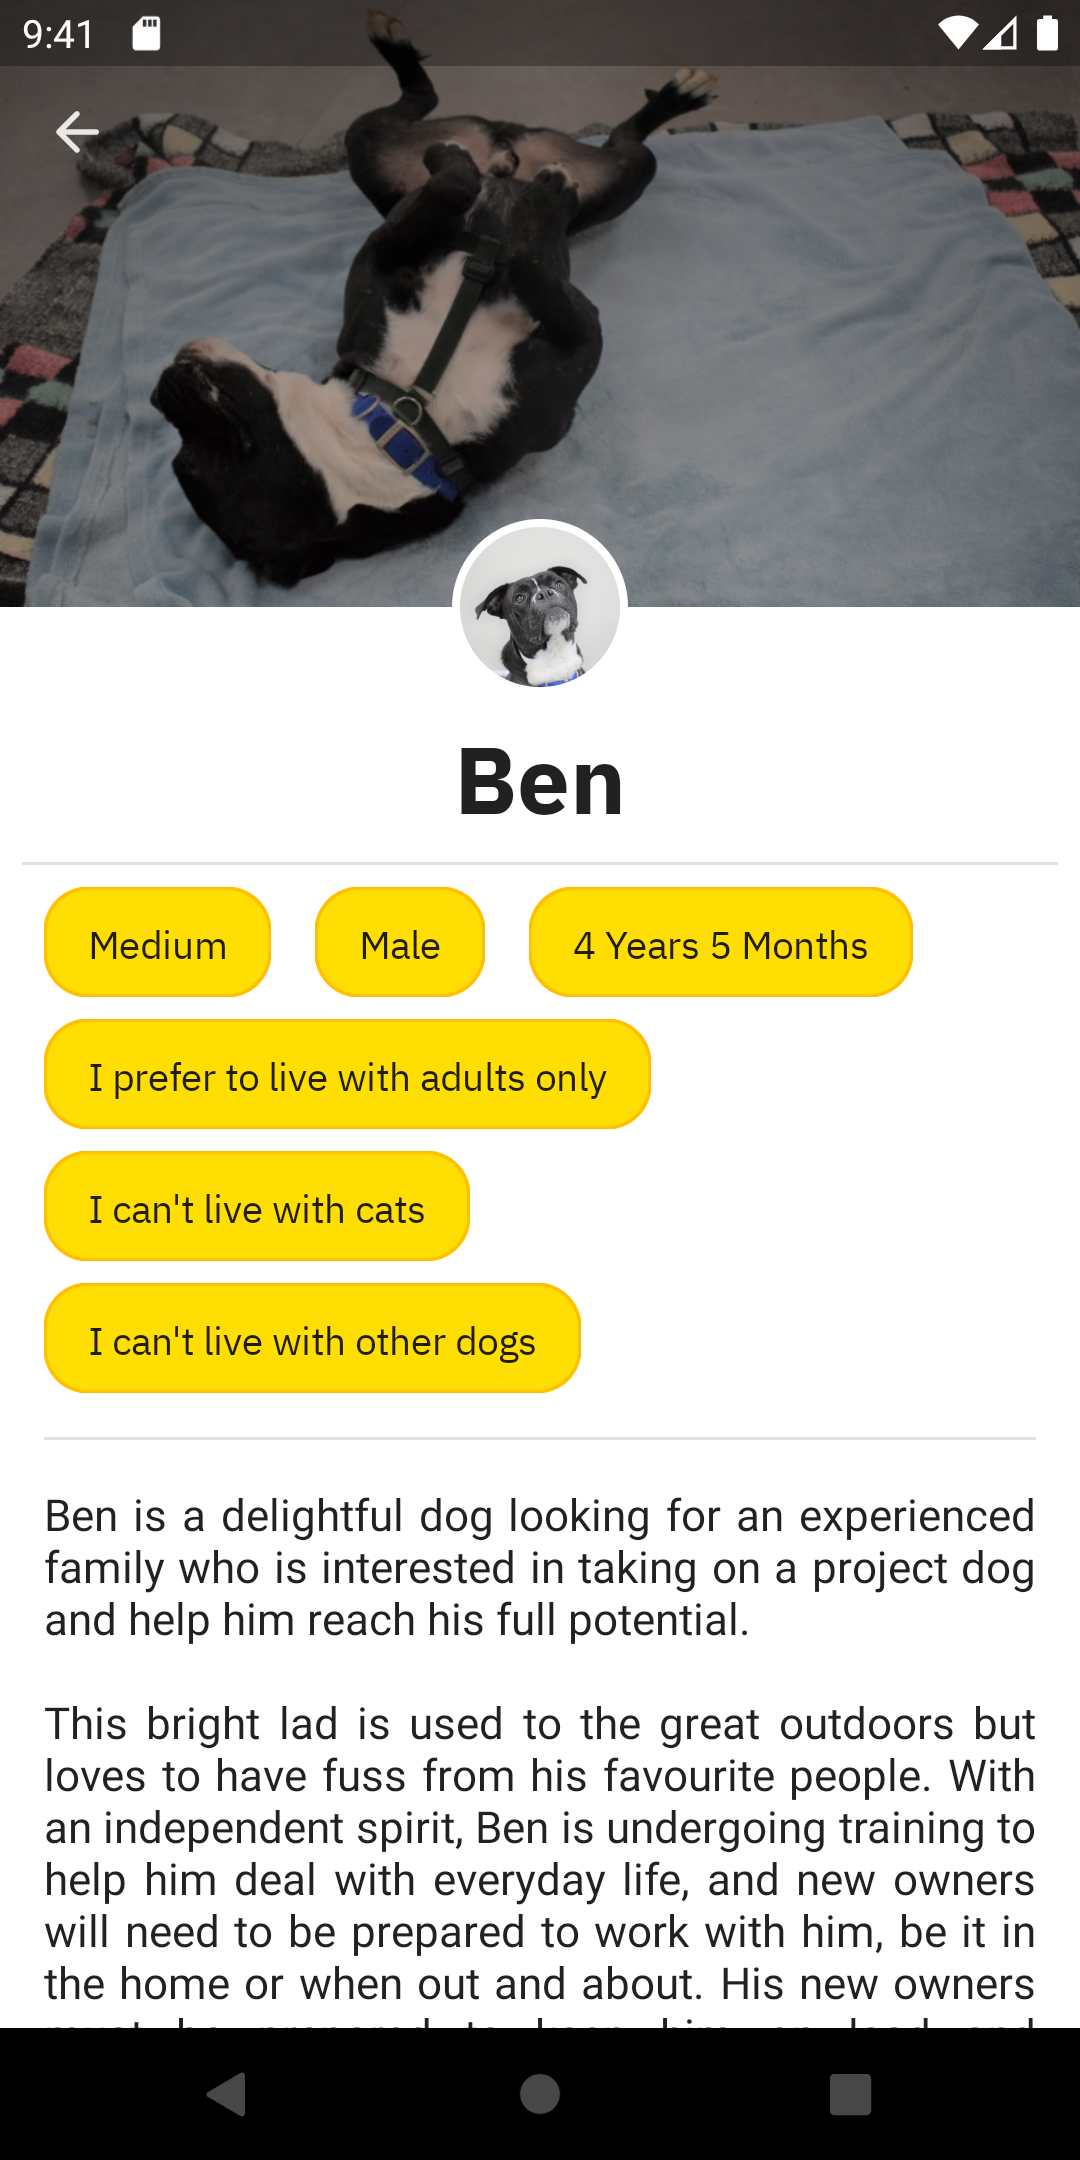 9:41
Ben
Medium
Male
4 Years 5 Months
I prefer to live with adults only
I can't live with cats
I can't live with other dogs
Ben is a delightful dog looking for an experienced
family who is interested in taking on a project dog
and help him reach his full potential.
This bright lad is used to the great outdoors but
loves to have fuss from his favourite people. With
an independent spirit, Ben is undergoing training to
help him deal with everyday life, and new owners
will need to be prepared to work with him, be it in
the home or when out and about. His new owners